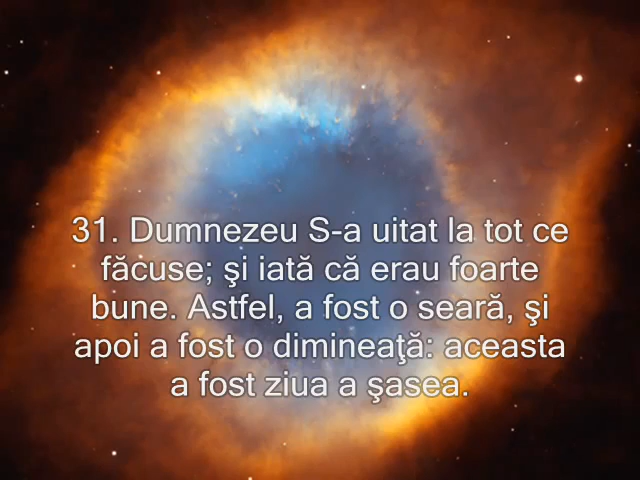 31. Dumnezeu S-a uitat la tot ce
făcuse; şi iată că erau foarte
bune. Astfel, a fost o seară, şi
apoi a fost o dimineaţă: aceasta
a fost ziua a şasea.